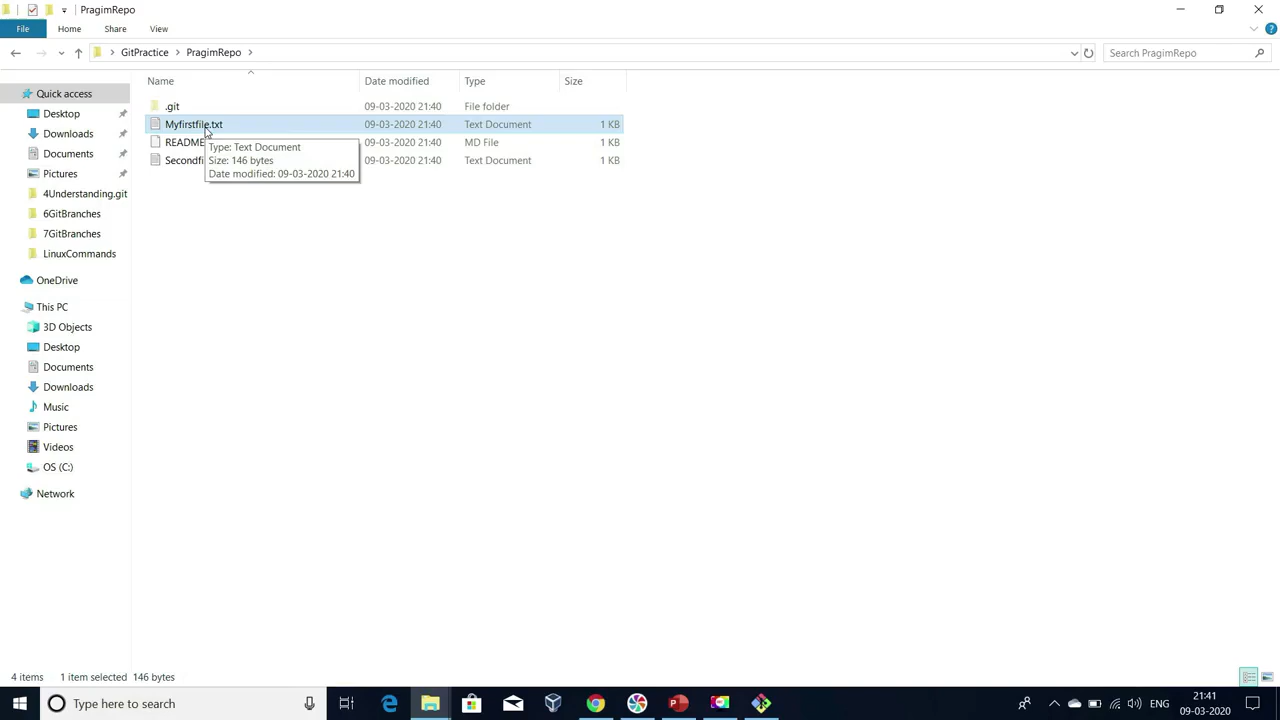 PragimRepo
File
Home
Share
View
GitPractice
PragimRepo
Search PragimRepo
Name
Date modified
Type
Size
Quick access
Desktop
Downloads
Documents
Pictures
4Understanding.git
6GitBranches
7GitBranches
LinuxCommands
OneDrive
This PC
3D Objects
Desktop
Documents
Downloads
Music
Pictures
Videos
OS (C:)
Network
.git 09-03-2020 21:40 File folder
Myfirstfile.txt 09-03-2020 21:40 Text Document 1 KB
README 09-03-2020 21:40 MD File 1 KB
Secondfi 09-03-2020 21:40 Text Document 1 KB
Type: Text Document
Size: 146 bytes
Date modified: 09-03-2020 21:40
4 items 1 item selected 146 bytes
Type here to search
ENG
21:41
09-03-2020